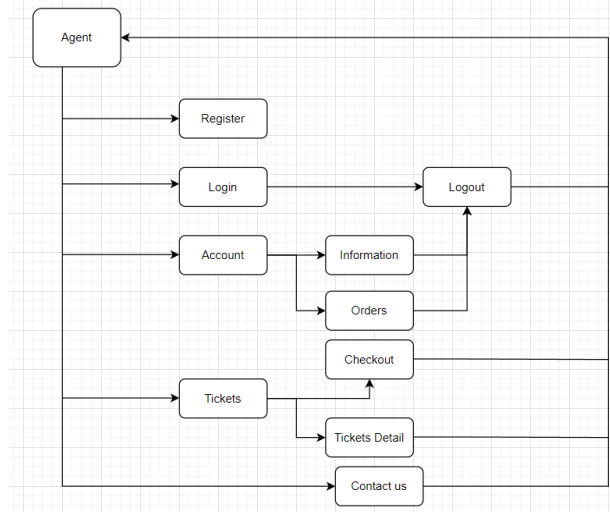 Agent
Register
Login
Logout
Account
Information
Orders
Checkout
Tickets
Tickets Detail
Contact us